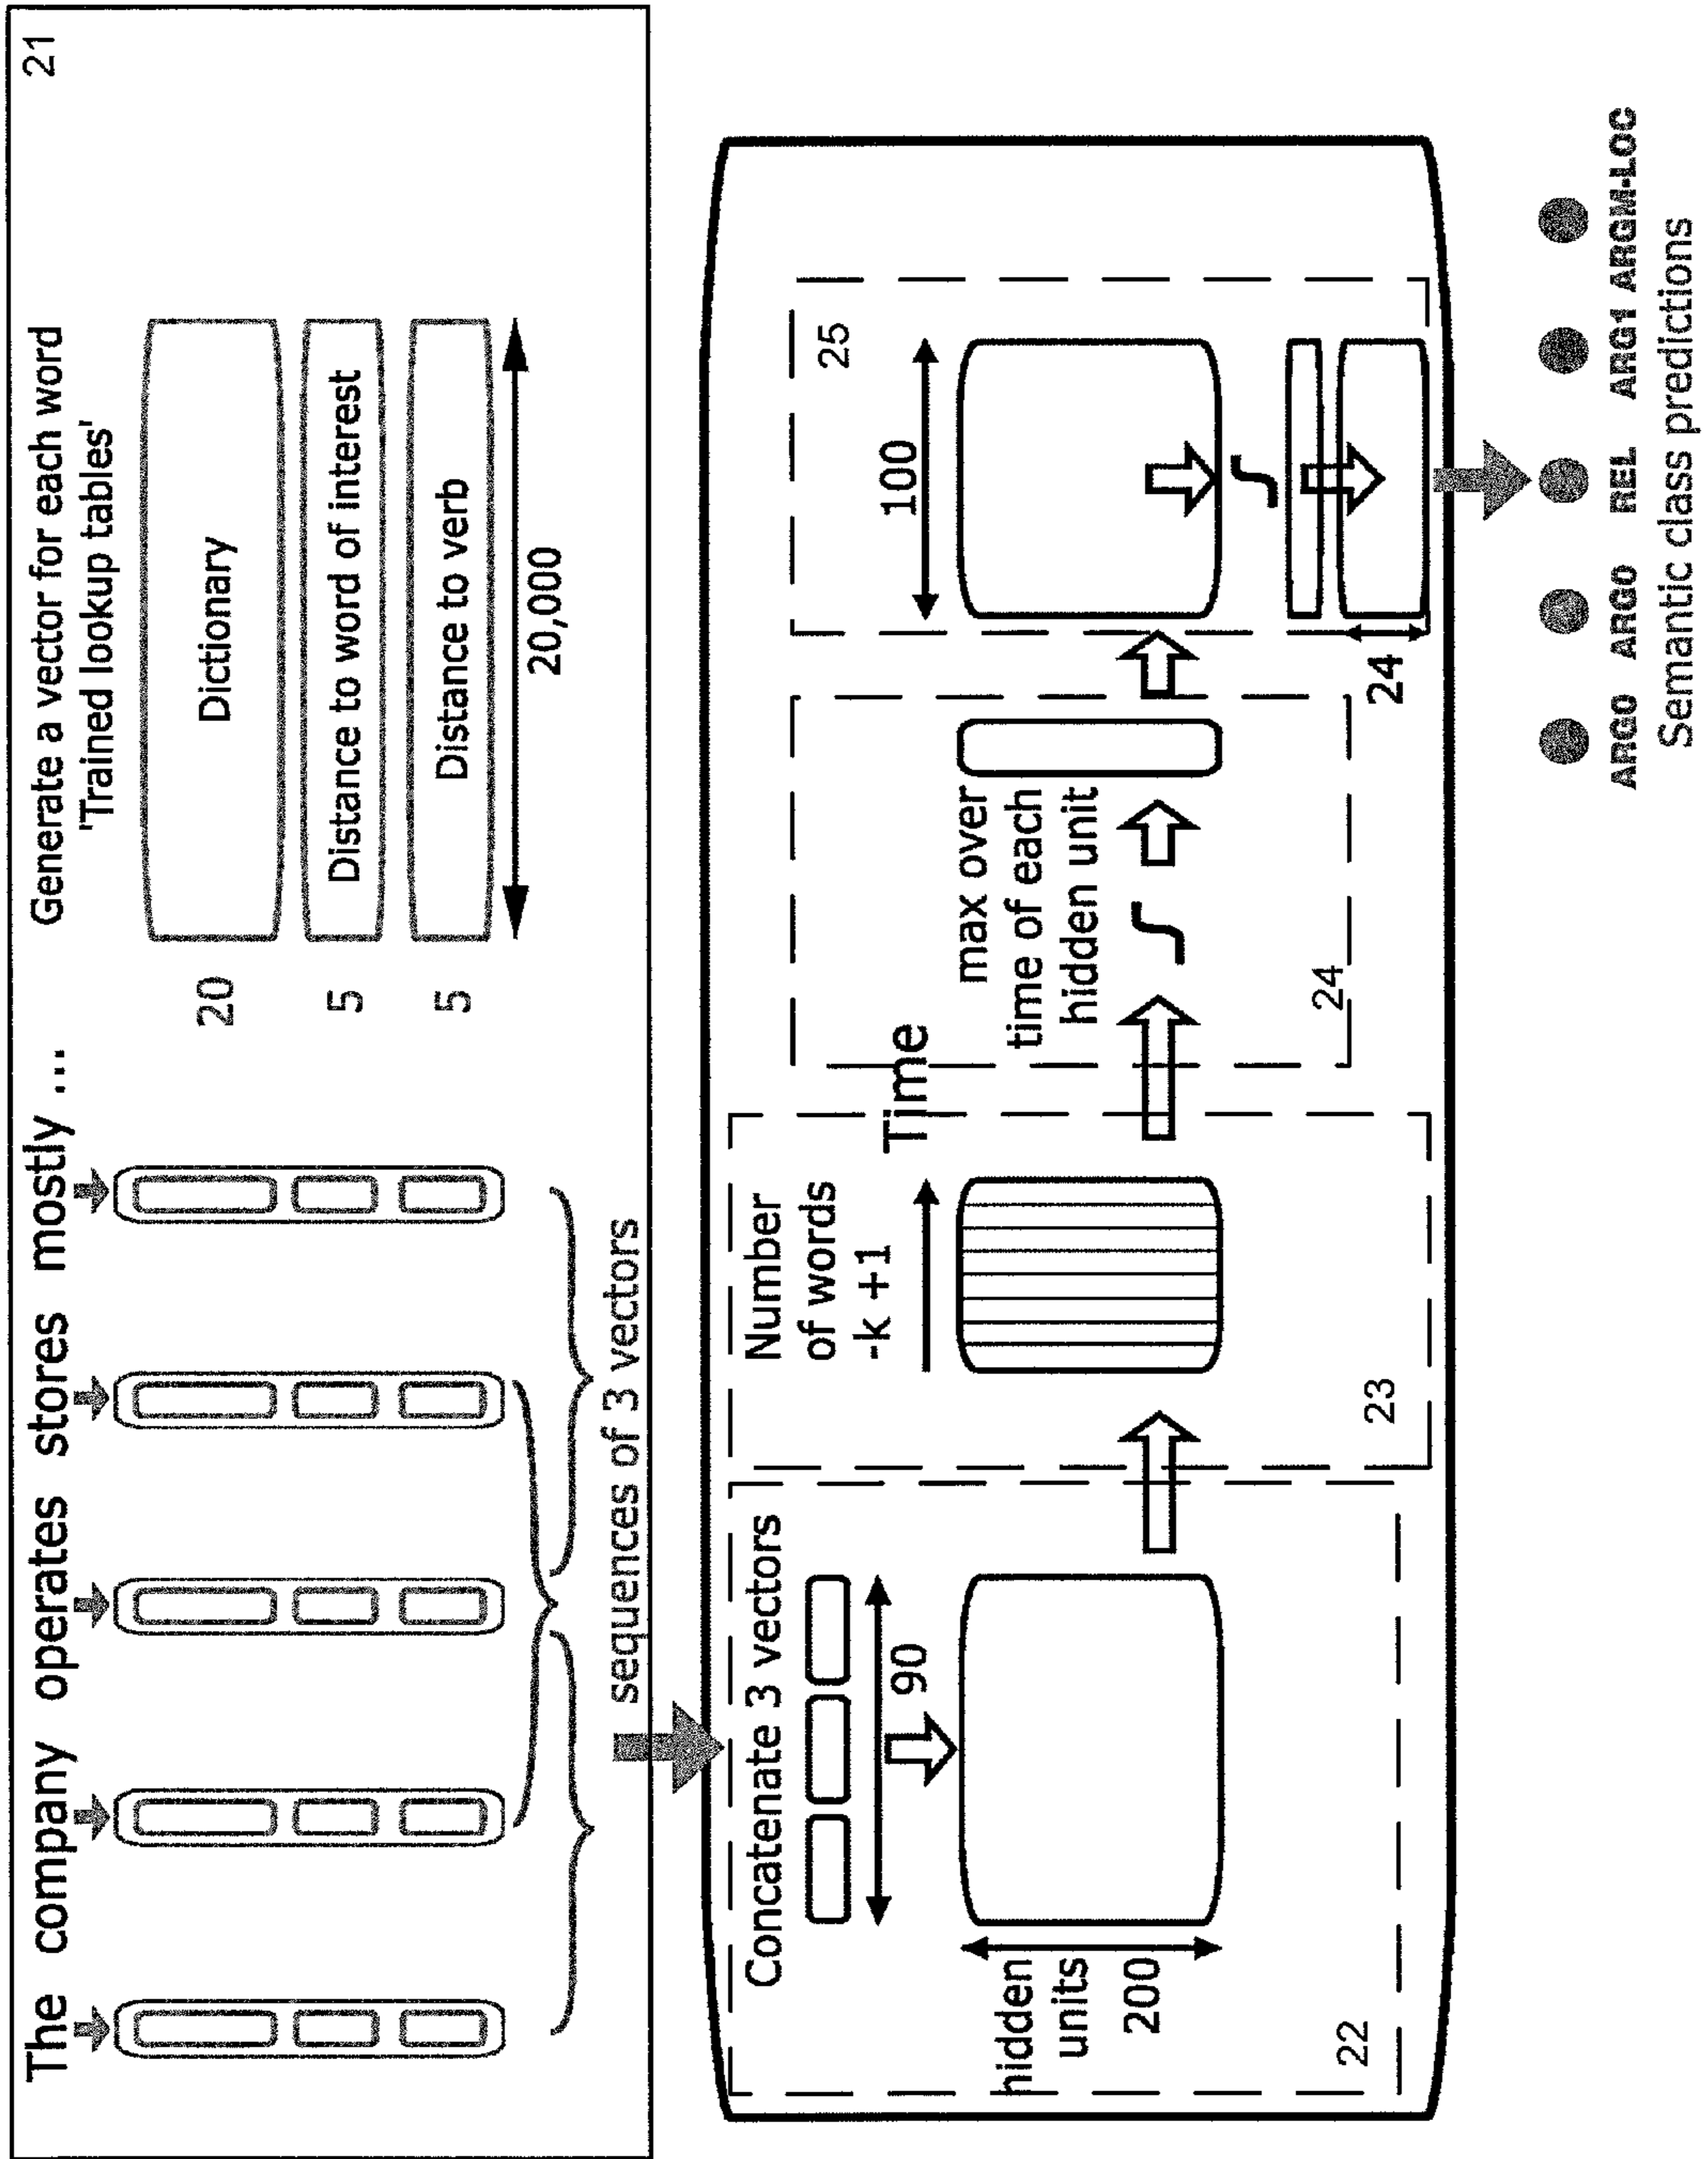 The company operates stores mostly ...
Generate a vector for each word
'Trained lookup tables'
21
20
Dictionary
5
Distance to word of interest
5
Distance to verb
20,000
sequences of 3 vectors
Concatenate 3 vectors
90
hidden
units
200
22
Number
of words
-k +1
Time
23
max over
time of each
hidden unit
24
25
100
24
ARG0 ARG0 REL ARG1 ARGM-LOC
Semantic class predictions